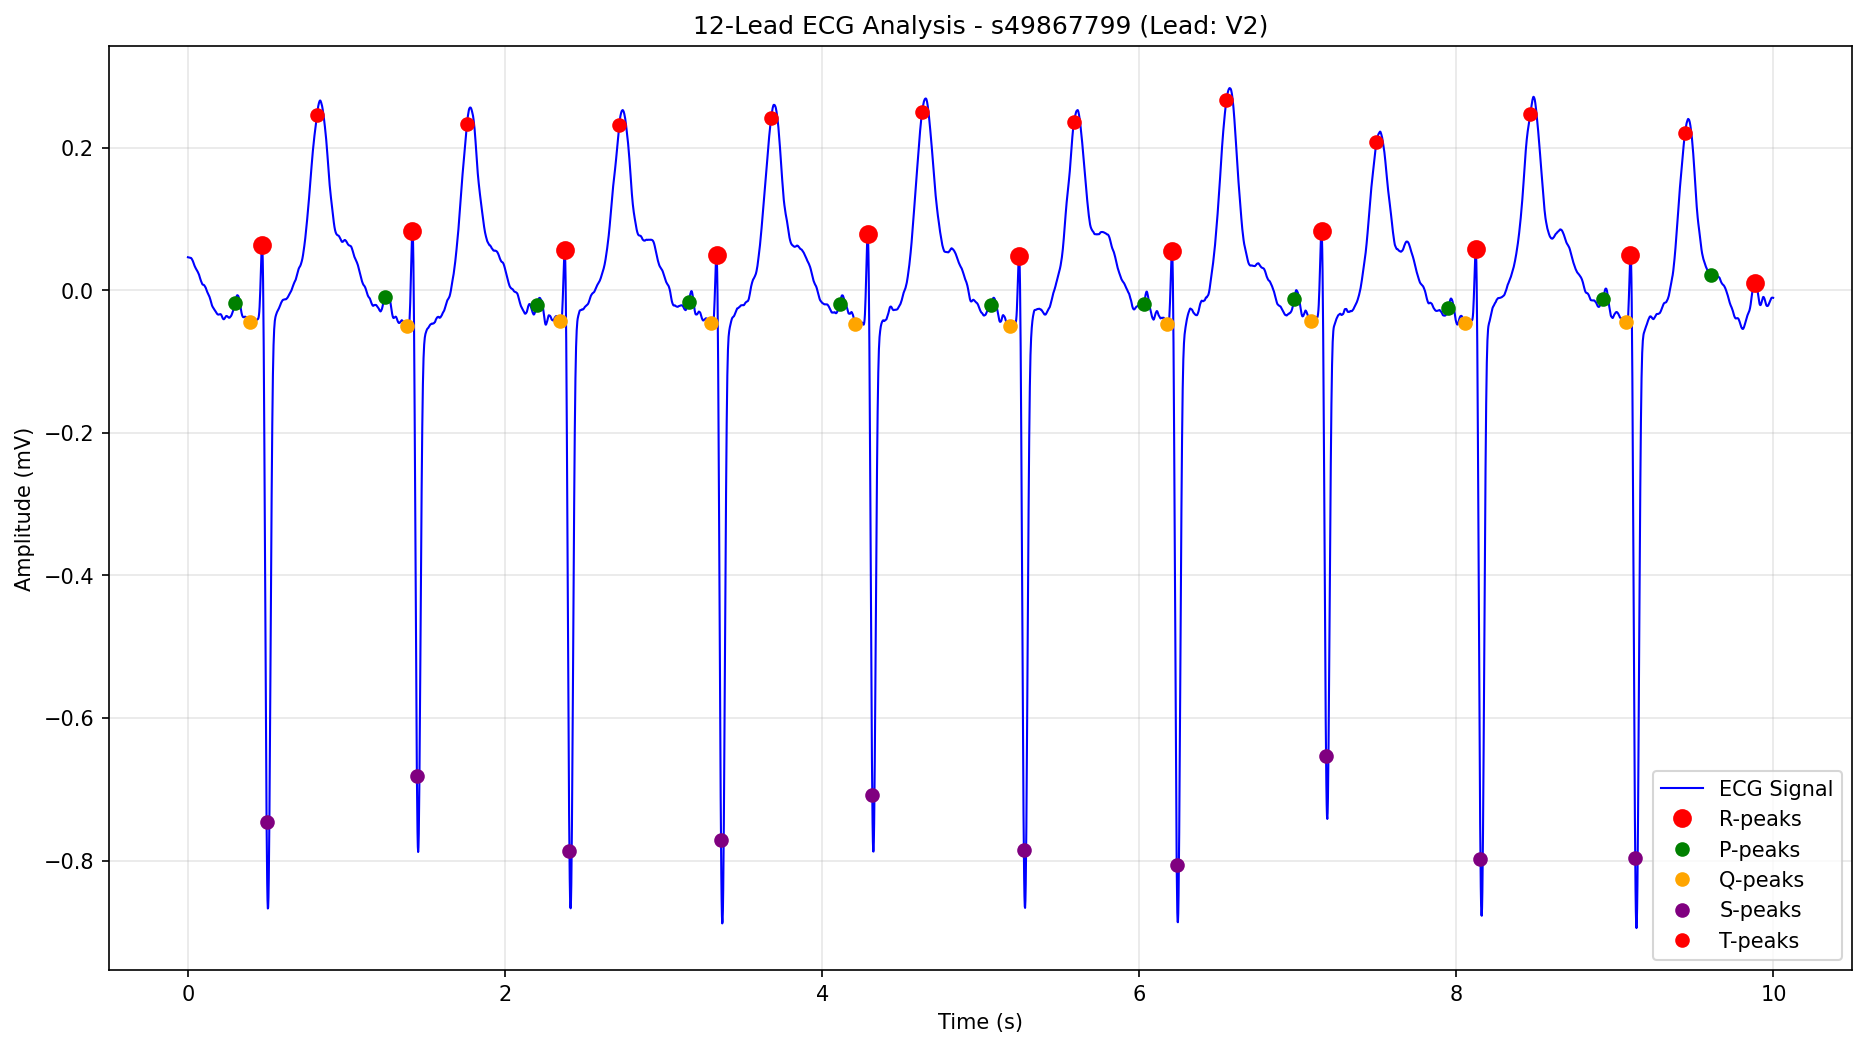 12-Lead ECG Analysis - s49867799 (Lead: V2)
Amplitude (mV)
0.2
0.0
−0.2
−0.4
−0.6
−0.8
0 2 4 6 8 10
Time (s)
ECG Signal
R-peaks
P-peaks
Q-peaks
S-peaks
T-peaks